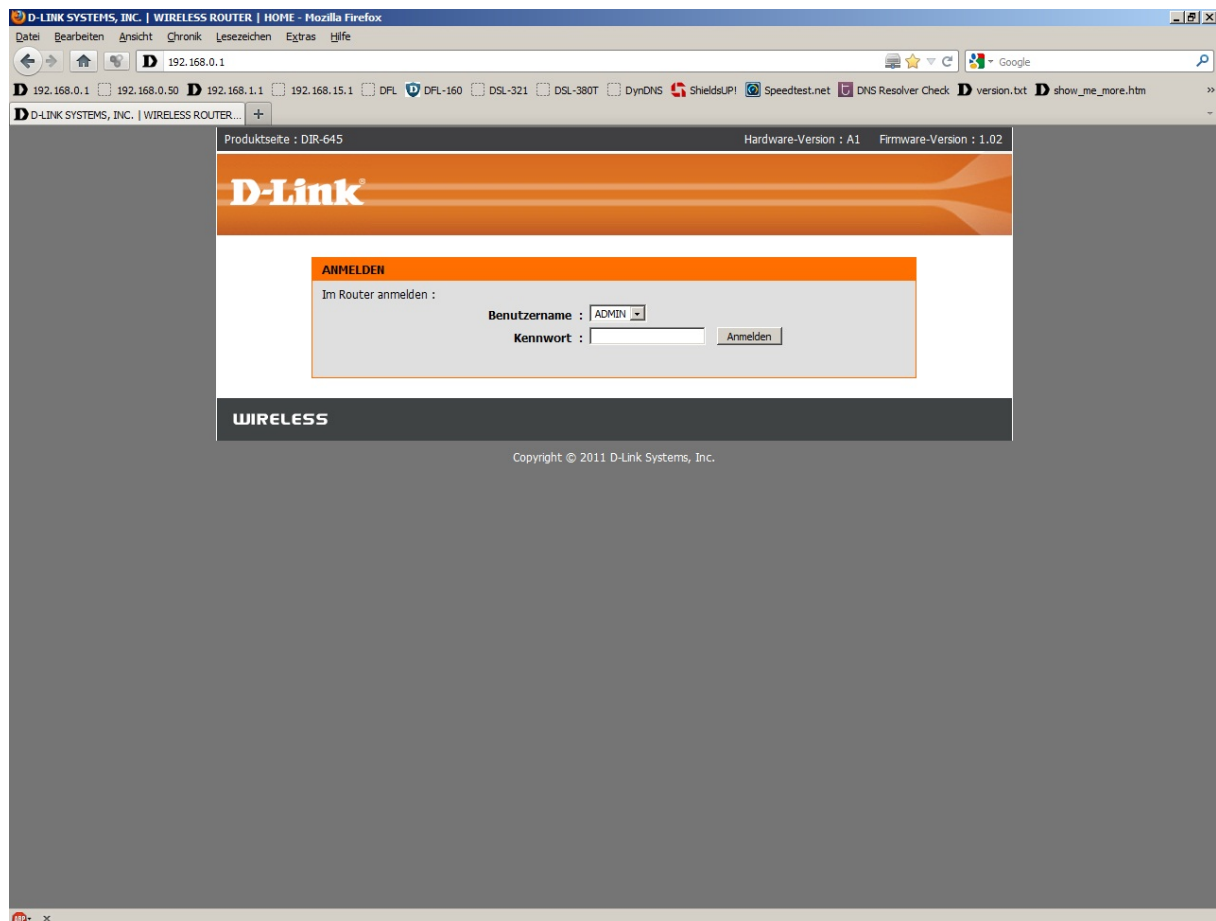 D-LINK SYSTEMS, INC. | WIRELESS ROUTER | HOME - Mozilla Firefox
Datei Bearbeiten Ansicht Chronik Lesezeichen Extras Hilfe
192.168.0.1 Google
192.168.0.1 192.168.0.50 192.168.1.1 192.168.15.1 DFL DFL-160 DSL-321 DSL-380T DynDNS ShieldsUP! Speedtest.net DNS Resolver Check version.txt show_me_more.htm
D-LINK SYSTEMS, INC. | WIRELESS ROUTER...
Produktseite : DIR-645 Hardware-Version : A1 Firmware-Version : 1.02
D-Link®
ANMELDEN
Im Router anmelden :
Benutzername : ADMIN
Kennwort : Anmelden
WIRELESS
Copyright © 2011 D-Link Systems, Inc.
ABP